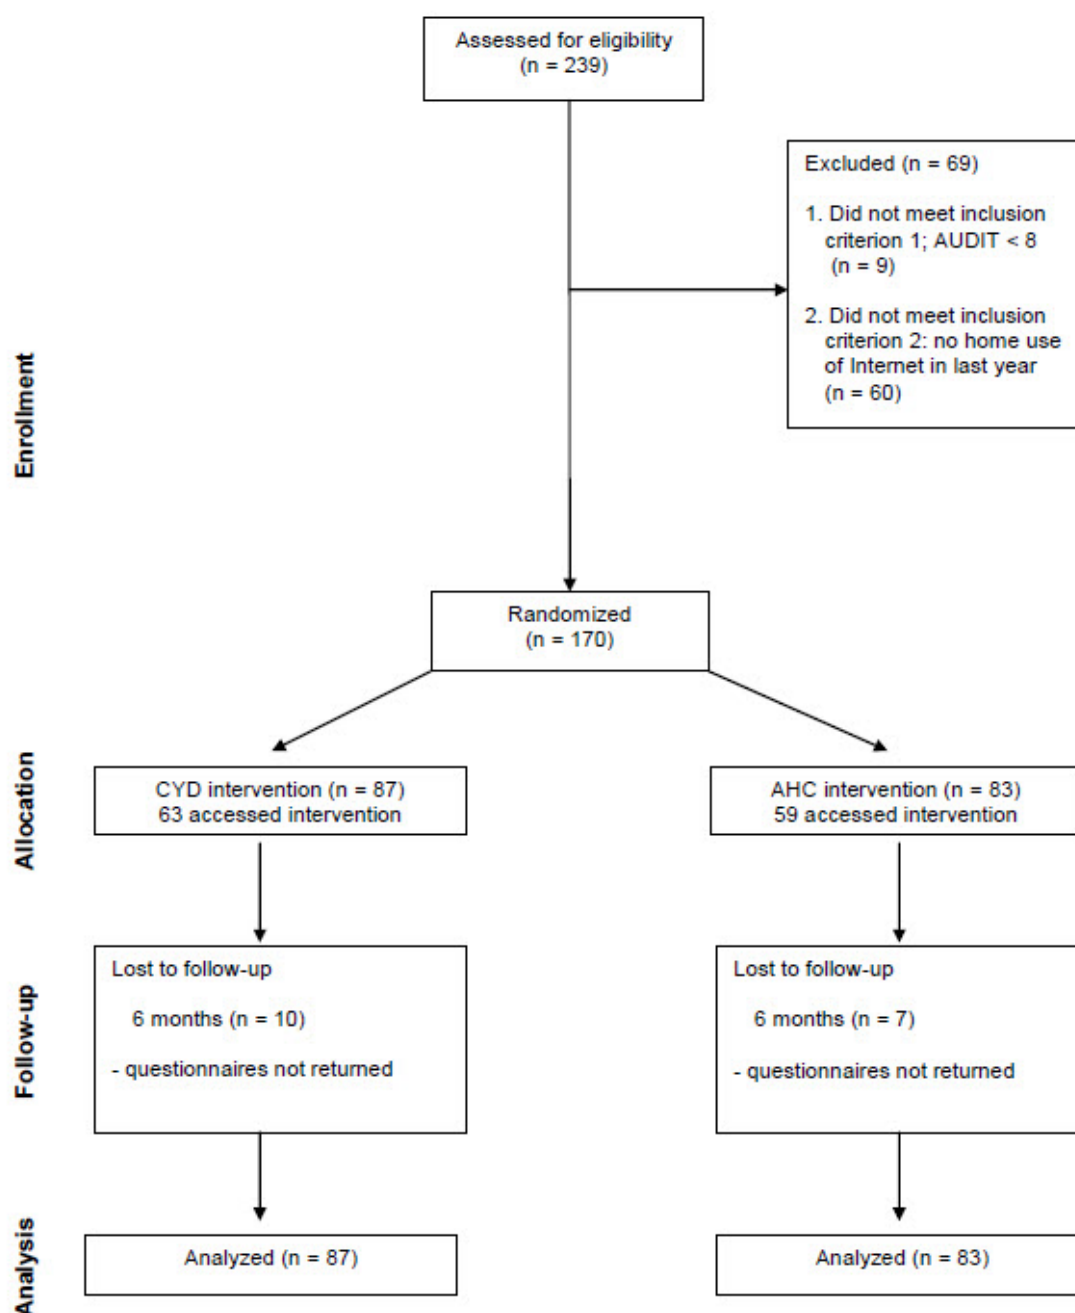 Assessed for eligibility
(n = 239)
Excluded (n = 69)
1. Did not meet inclusion
criterion 1; AUDIT < 8
(n = 9)
2. Did not meet inclusion
criterion 2: no home use
of Internet in last year
(n = 60)
Enrollment
Randomized
(n = 170)
Allocation
CYD intervention (n = 87)
63 accessed intervention
AHC intervention (n = 83)
59 accessed intervention
Follow-up
Lost to follow-up
6 months (n = 10)
- questionnaires not returned
Lost to follow-up
6 months (n = 7)
- questionnaires not returned
Analysis
Analyzed (n = 87)
Analyzed (n = 83)